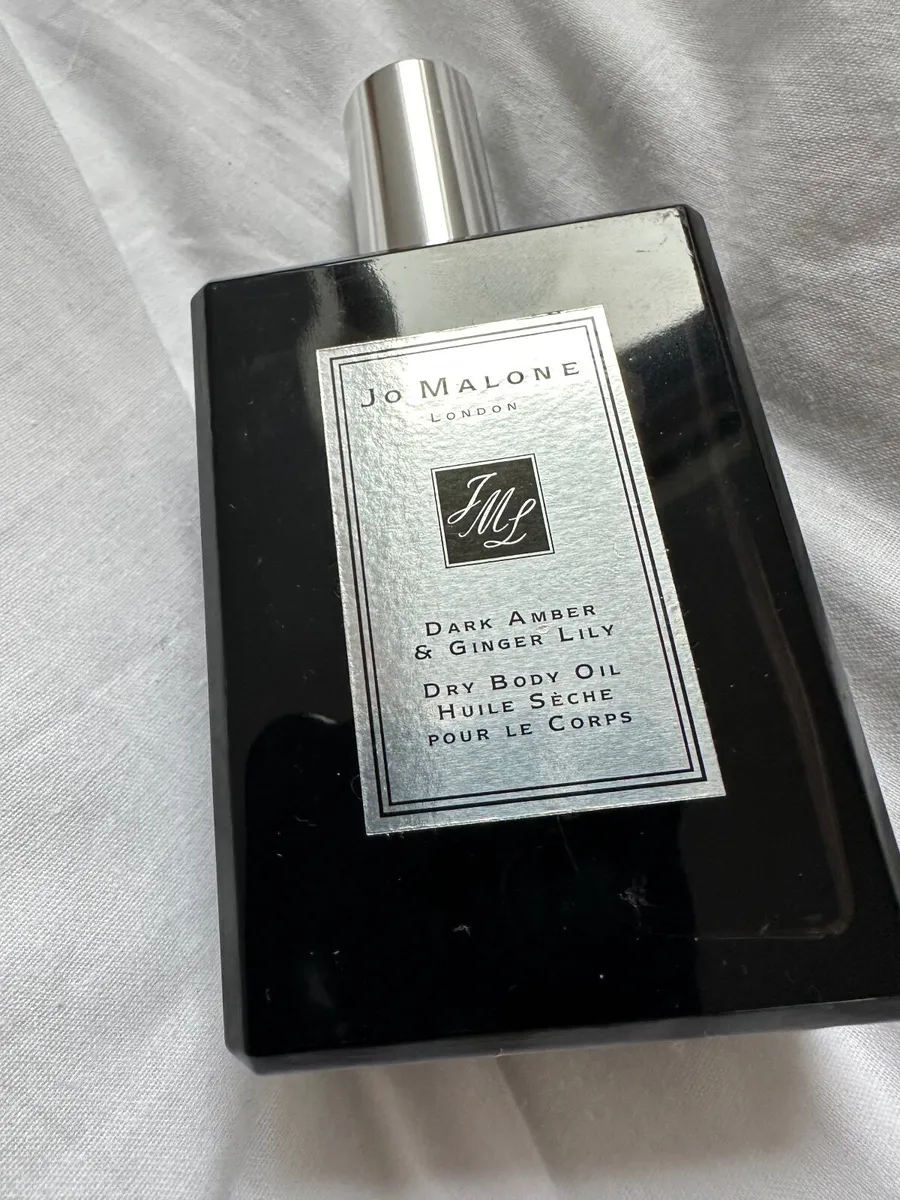 Jo Malone
London
JML
Dark Amber
& Ginger Lily
Dry Body Oil
Huile Sèche
pour le Corps